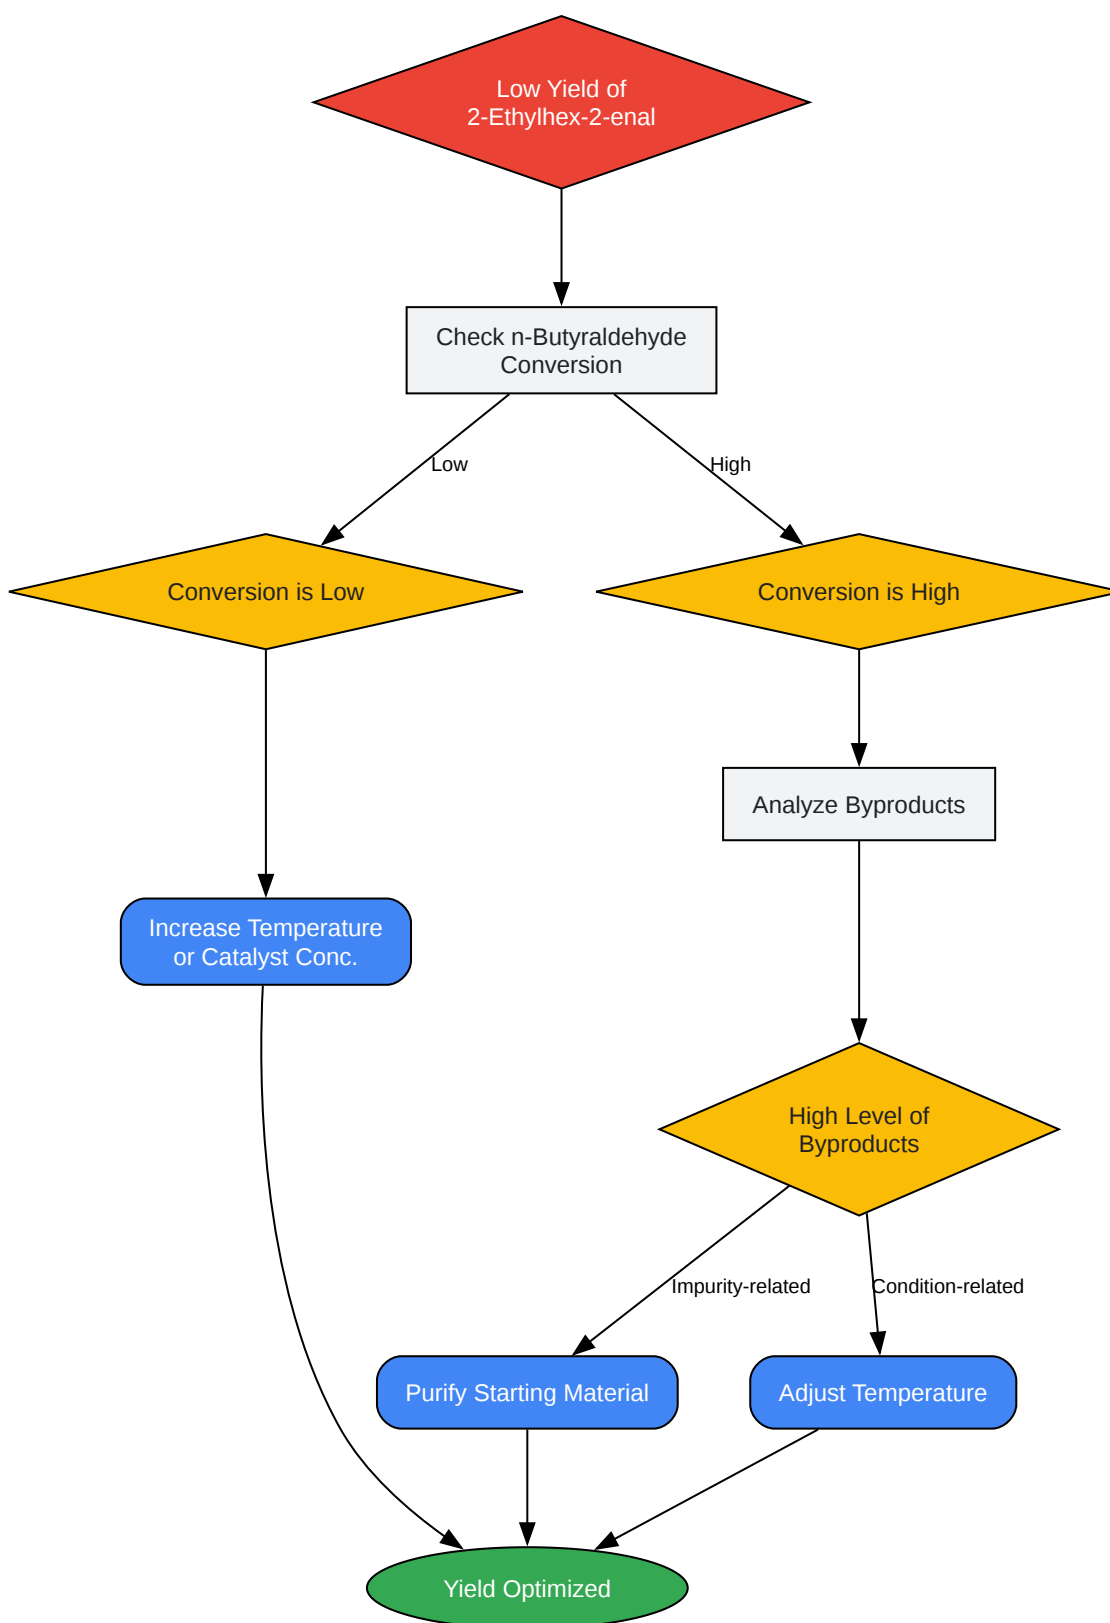 Low Yield of
2-Ethylhex-2-enal
Check n-Butyraldehyde
Conversion
Low
High
Conversion is Low
Conversion is High
Analyze Byproducts
Increase Temperature
or Catalyst Conc.
High Level of
Byproducts
Impurity-related
Condition-related
Purify Starting Material
Adjust Temperature
Yield Optimized